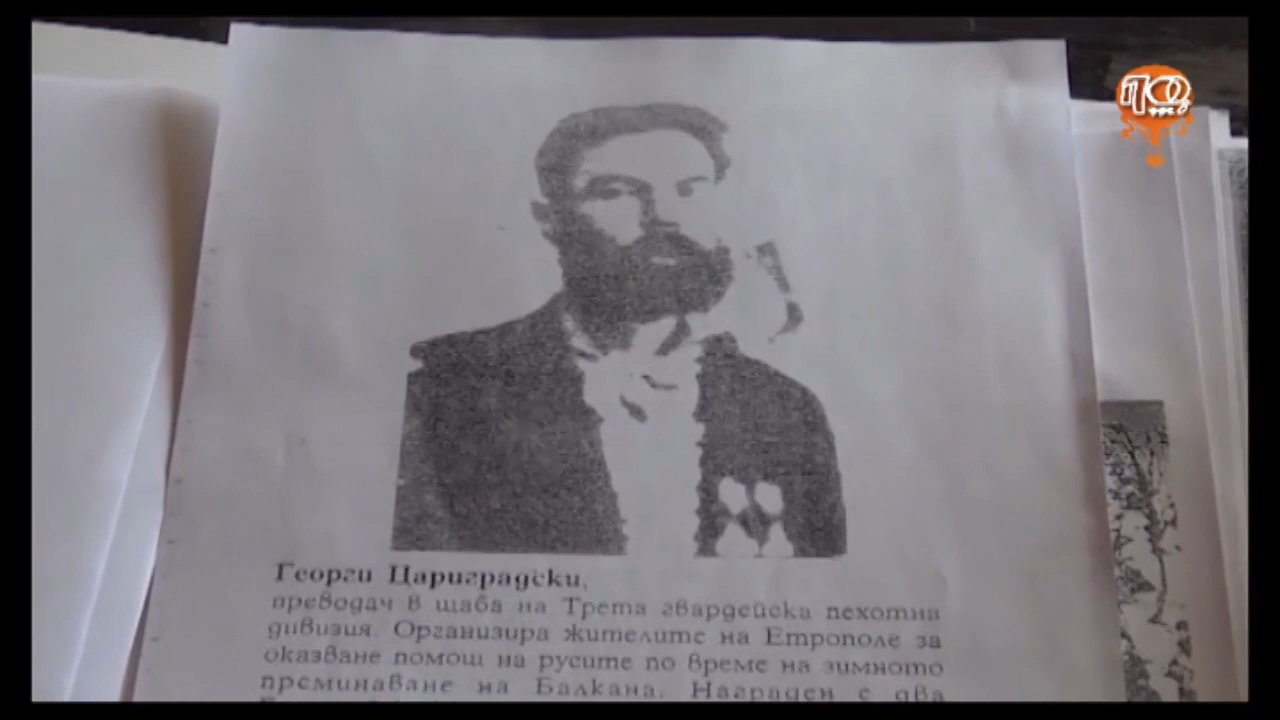 Георги Цариградски,
преводач в щаба на Трета гвардейска пехотна
дивизия. Организира жителите на Етрополе за
оказване помощ на русите по време на зимното
преминаване на Балкана. Награден с два